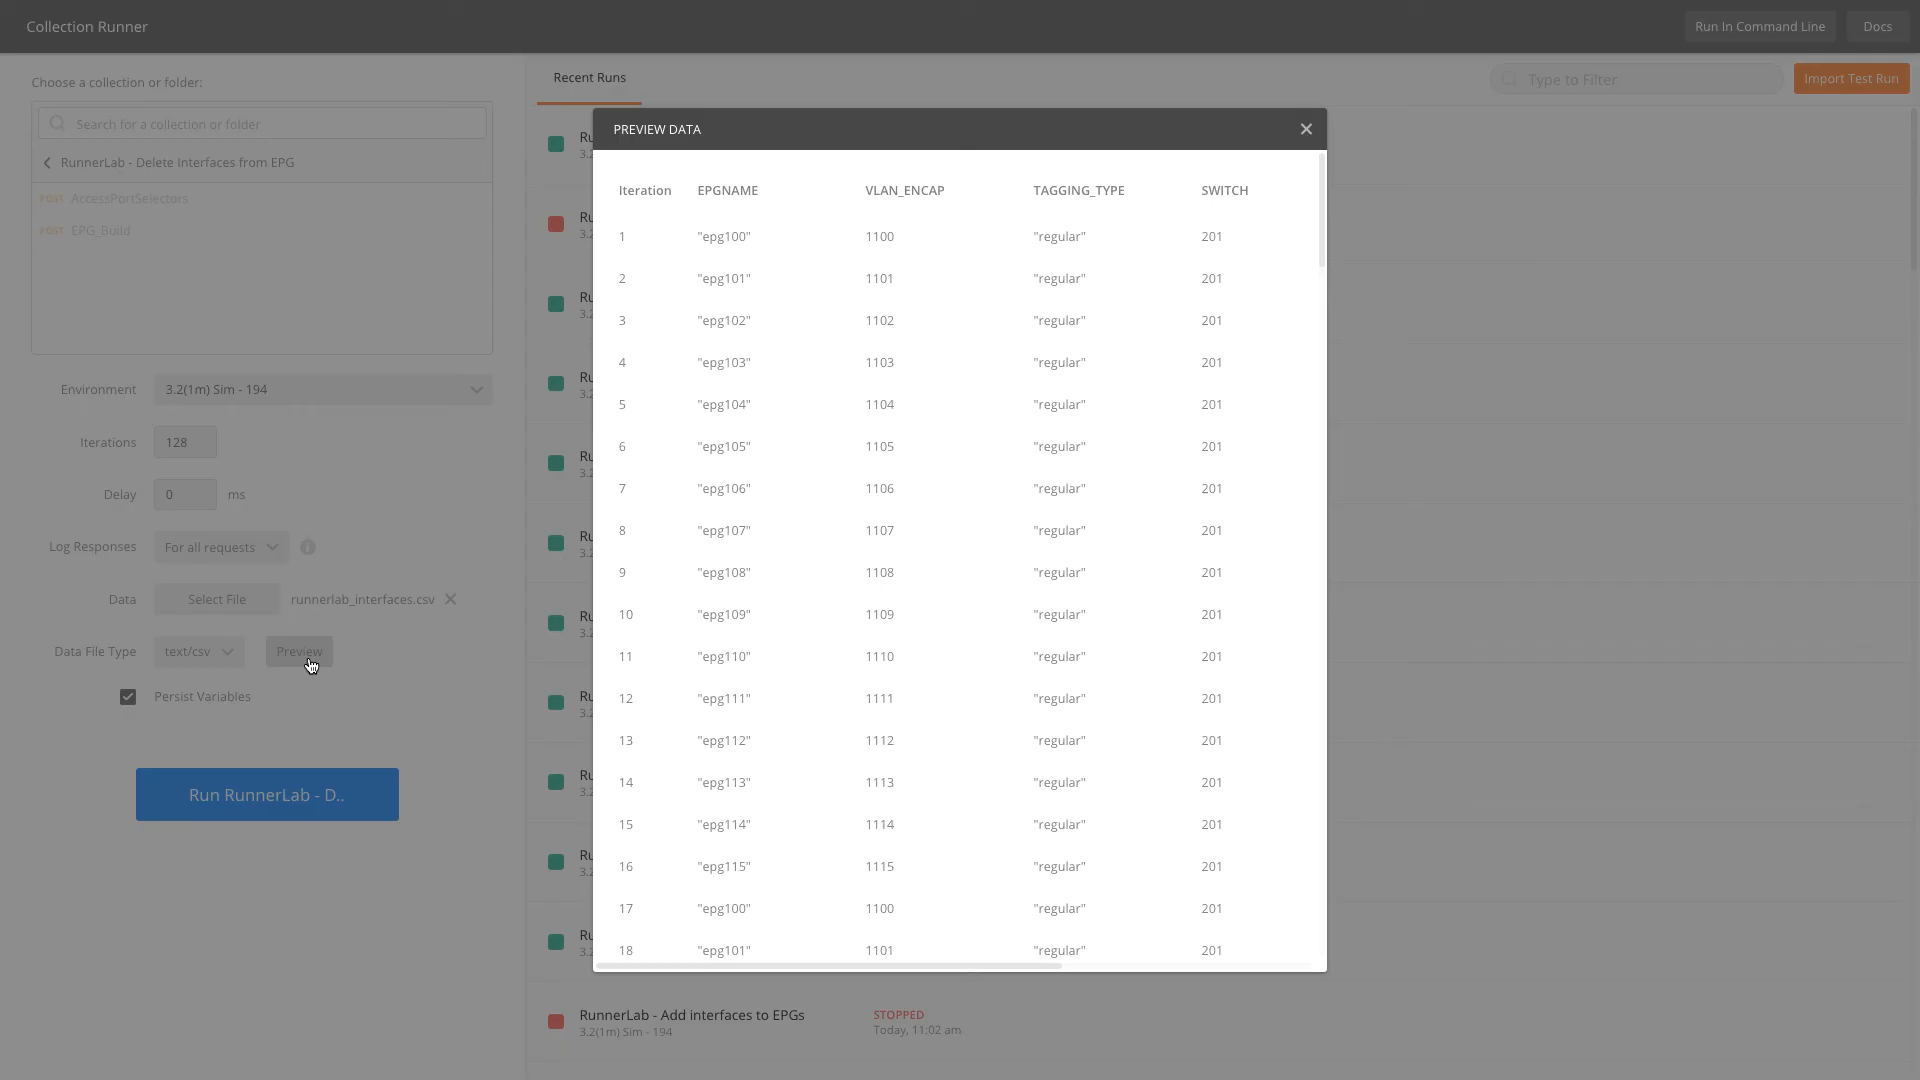 Collection Runner
Run In Command Line
Docs
Choose a collection or folder:
Search for a collection or folder
RunnerLab - Delete Interfaces from EPG
POST AccessPortSelectors
POST EPG_Build
Environment 3.2(1m) Sim - 194
Iterations 128
Delay 0 ms
Log Responses For all requests
Data Select File runnerlab_interfaces.csv
Data File Type text/csv Preview
Persist Variables
Run RunnerLab - D..
Recent Runs
Type to Filter
Import Test Run
PREVIEW DATA
Iteration EPGNAME VLAN_ENCAP TAGGING_TYPE SWITCH
1 "epg100" 1100 "regular" 201
2 "epg101" 1101 "regular" 201
3 "epg102" 1102 "regular" 201
4 "epg103" 1103 "regular" 201
5 "epg104" 1104 "regular" 201
6 "epg105" 1105 "regular" 201
7 "epg106" 1106 "regular" 201
8 "epg107" 1107 "regular" 201
9 "epg108" 1108 "regular" 201
10 "epg109" 1109 "regular" 201
11 "epg110" 1110 "regular" 201
12 "epg111" 1111 "regular" 201
13 "epg112" 1112 "regular" 201
14 "epg113" 1113 "regular" 201
15 "epg114" 1114 "regular" 201
16 "epg115" 1115 "regular" 201
17 "epg100" 1100 "regular" 201
18 "epg101" 1101 "regular" 201
RunnerLab - Add interfaces to EPGs STOPPED
3.2(1m) Sim - 194 Today, 11:02 am